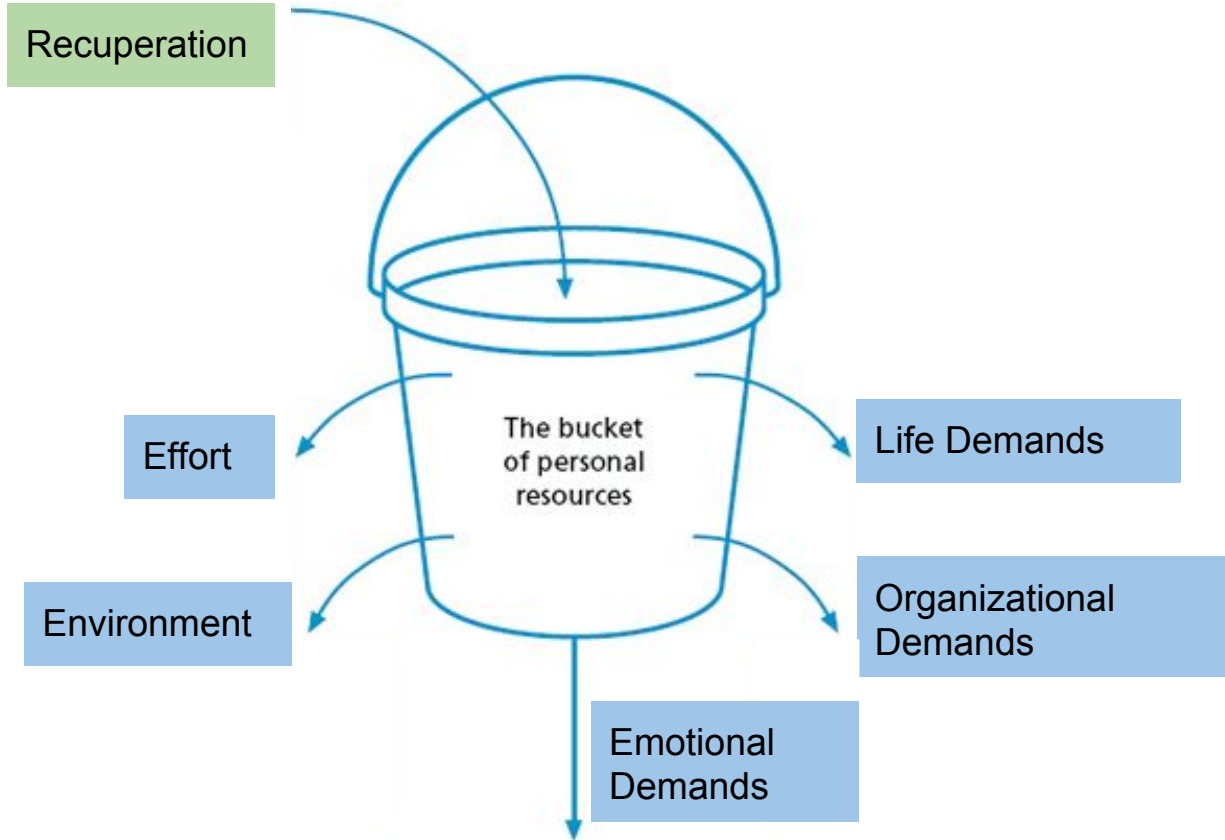 Recuperation
The bucket
of personal
resources
Effort
Life Demands
Environment
Organizational
Demands
Emotional
Demands